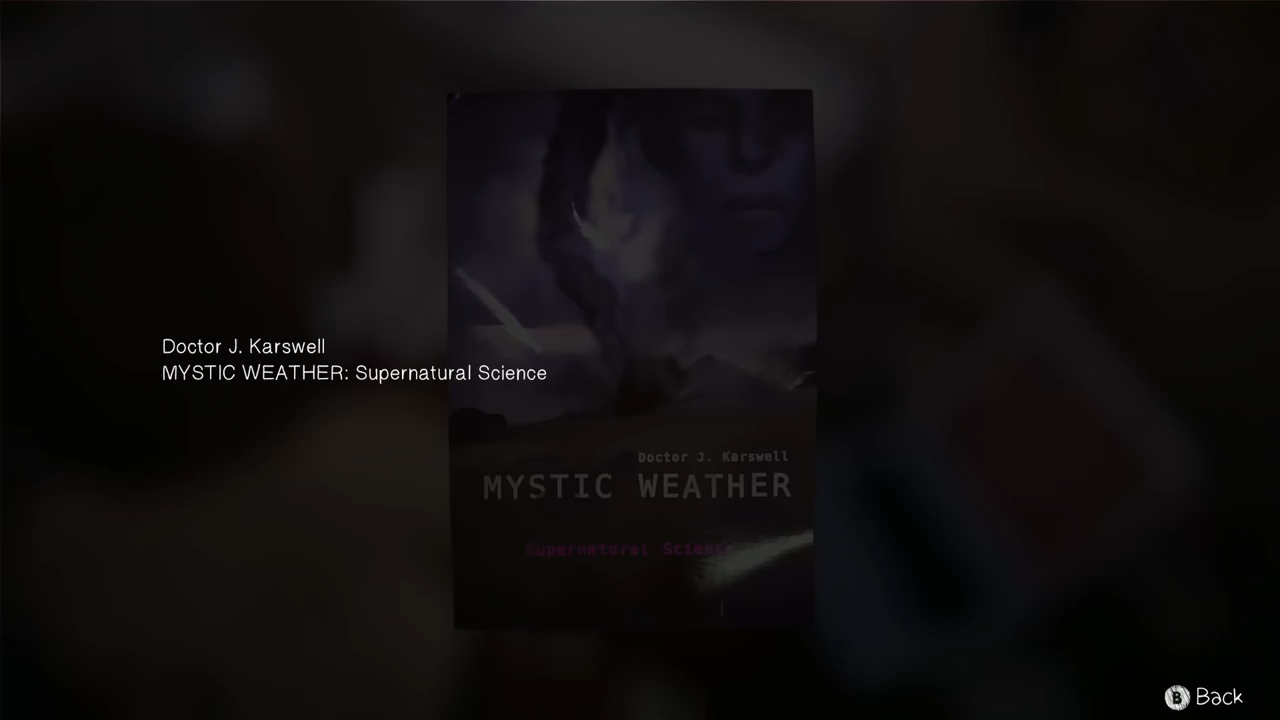 Doctor J. Karswell
MYSTIC WEATHER: Supernatural Science
Doctor J. Karswell
MYSTIC WEATHER
Supernatural Science
B Back